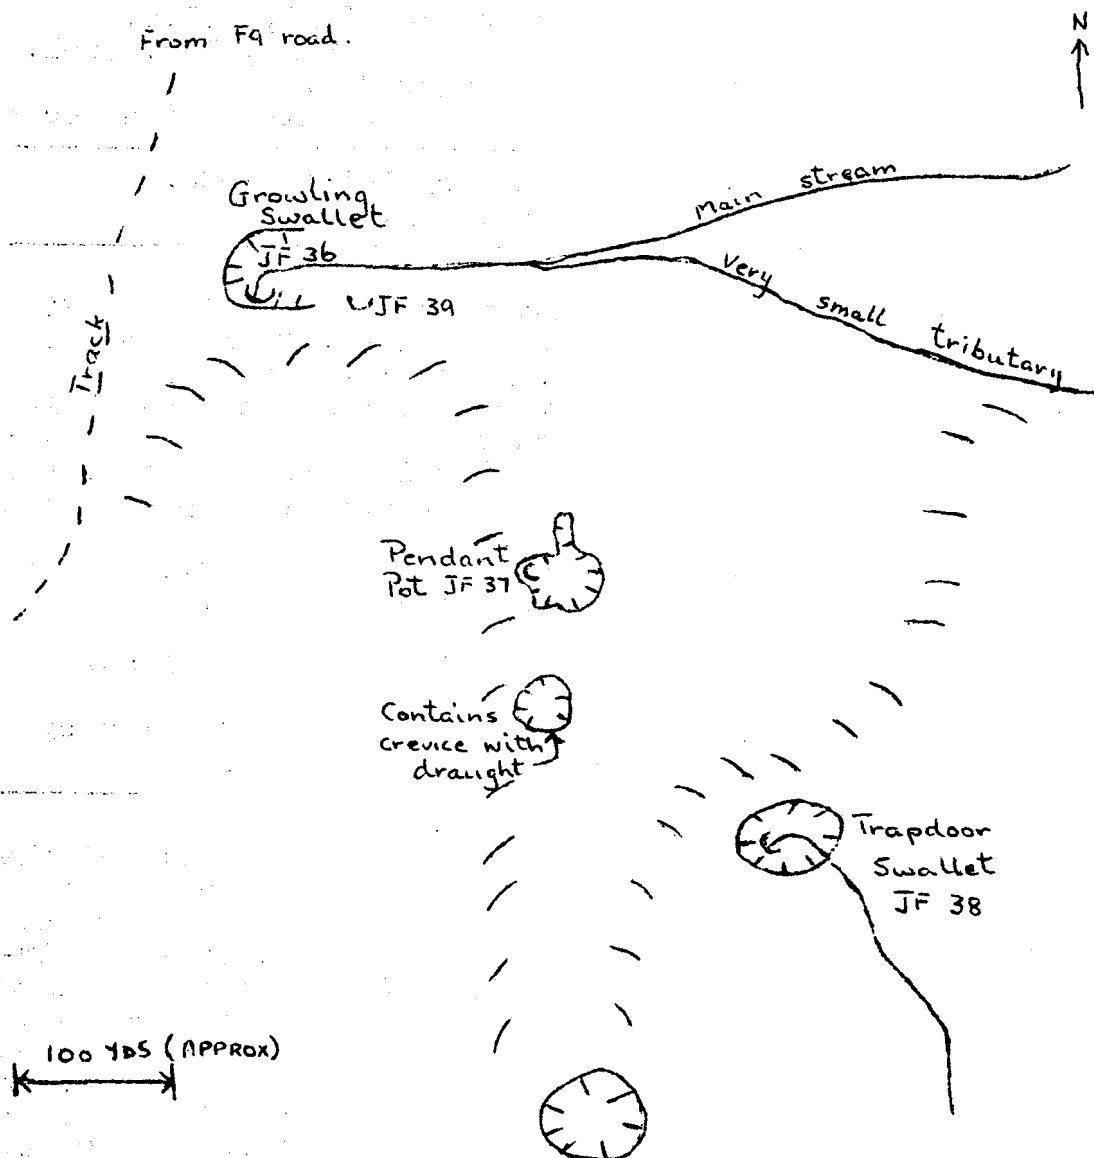 From F9 road.
N
Main stream
Growling
Swallet
JF 36
JF 39
Very small tributary
Track
Pendant
Pot JF 37
Contains
crevice with
draught
Trapdoor
Swallet
JF 38
100 YDS (APPROX)